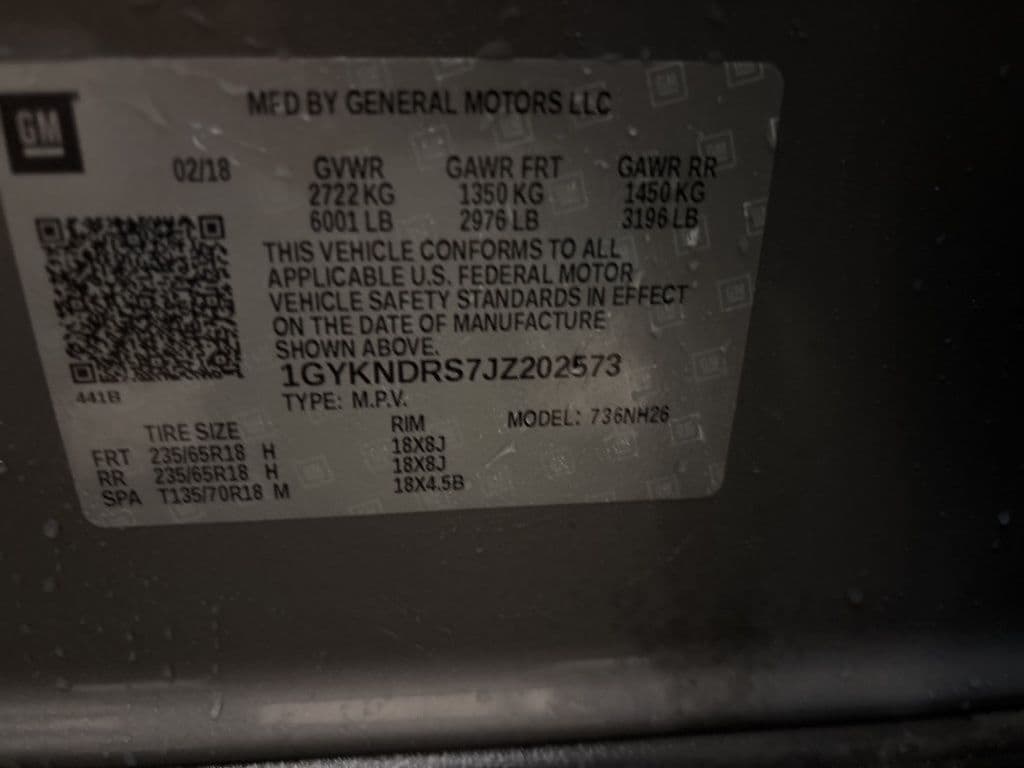 GM
MFD BY GENERAL MOTORS LLC
02/18 GVWR GAWR FRT GAWR RR
2722 KG 1350 KG 1450 KG
6001 LB 2976 LB 3196 LB
THIS VEHICLE CONFORMS TO ALL
APPLICABLE U.S. FEDERAL MOTOR
VEHICLE SAFETY STANDARDS IN EFFECT
ON THE DATE OF MANUFACTURE
SHOWN ABOVE.
1GYKNDRS7JZ202573
441B
TYPE: M.P.V. MODEL: 736NH26
TIRE SIZE RIM
FRT 235/65R18 H 18X8J
RR 235/65R18 H 18X8J
SPA T135/70R18 M 18X4.5B